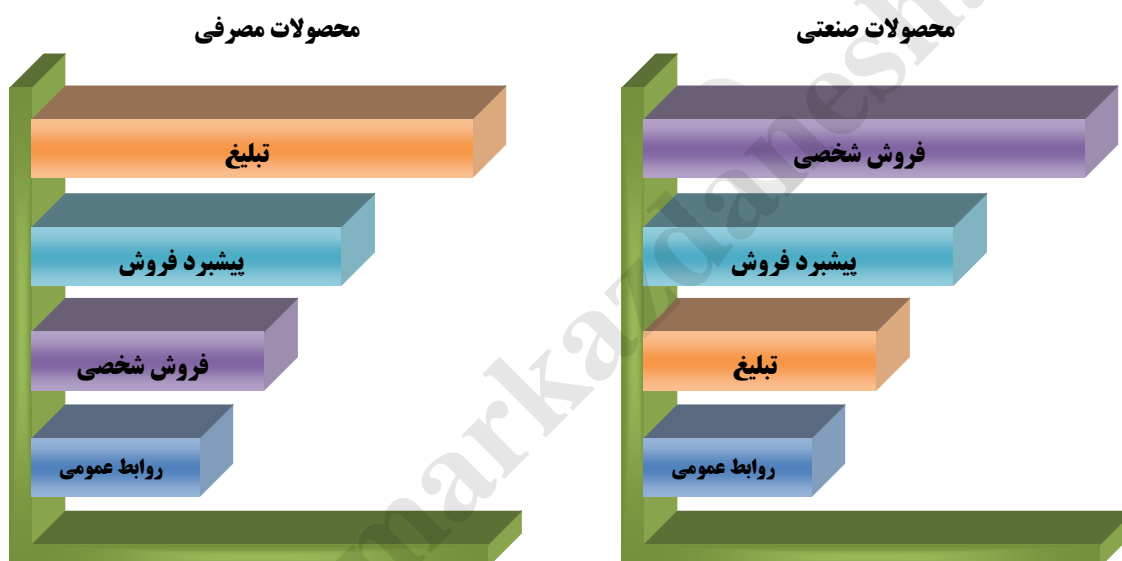 محصولات صنعتی
فروش شخصی
پیشبرد فروش
تبلیغ
روابط عمومی
محصولات مصرفی
تبلیغ
پیشبرد فروش
فروش شخصی
روابط عمومی
markazdanesh